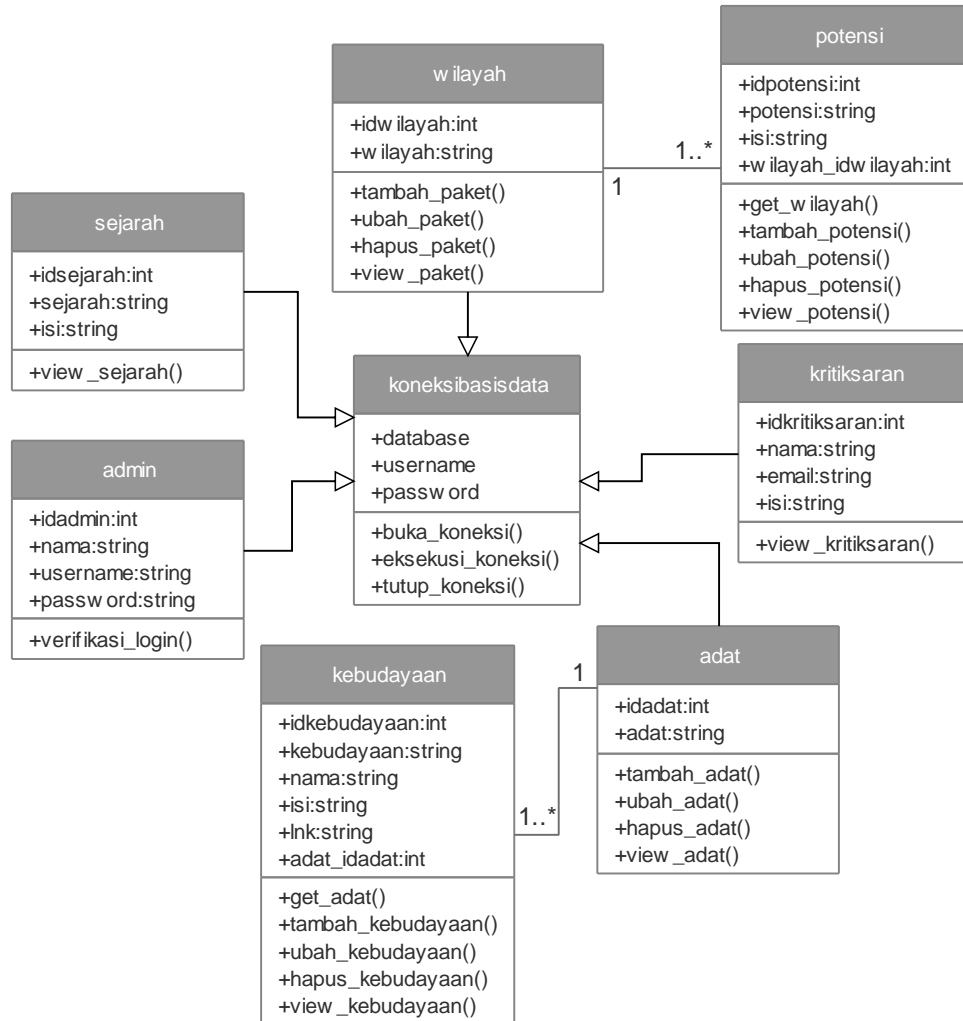 wilayah
+idwilayah:int
+wilayah:string
+tambah_paket()
+ubah_paket()
+hapus_paket()
+view_paket()
1
1..*
potensi
+idpotensi:int
+potensi:string
+isi:string
+wilayah_idwilayah:int
+get_wilayah()
+tambah_potensi()
+ubah_potensi()
+hapus_potensi()
+view_potensi()
sejarah
+idsejarah:int
+sejarah:string
+isi:string
+view_sejarah()
koneksibasisdata
+database
+username
+password
+buka_koneksi()
+eksekusi_koneksi()
+tutup_koneksi()
kritiksaran
+idkritiksaran:int
+nama:string
+email:string
+isi:string
+view_kritiksaran()
admin
+idadmin:int
+nama:string
+username:string
+password:string
+verifikasi_login()
kebudayaan
+idkebudayaan:int
+kebudayaan:string
+nama:string
+isi:string
+lnk:string
+adat_idadat:int
+get_adat()
+tambah_kebudayaan()
+ubah_kebudayaan()
+hapus_kebudayaan()
+view_kebudayaan()
1..*
1
adat
+idadat:int
+adat:string
+tambah_adat()
+ubah_adat()
+hapus_adat()
+view_adat()